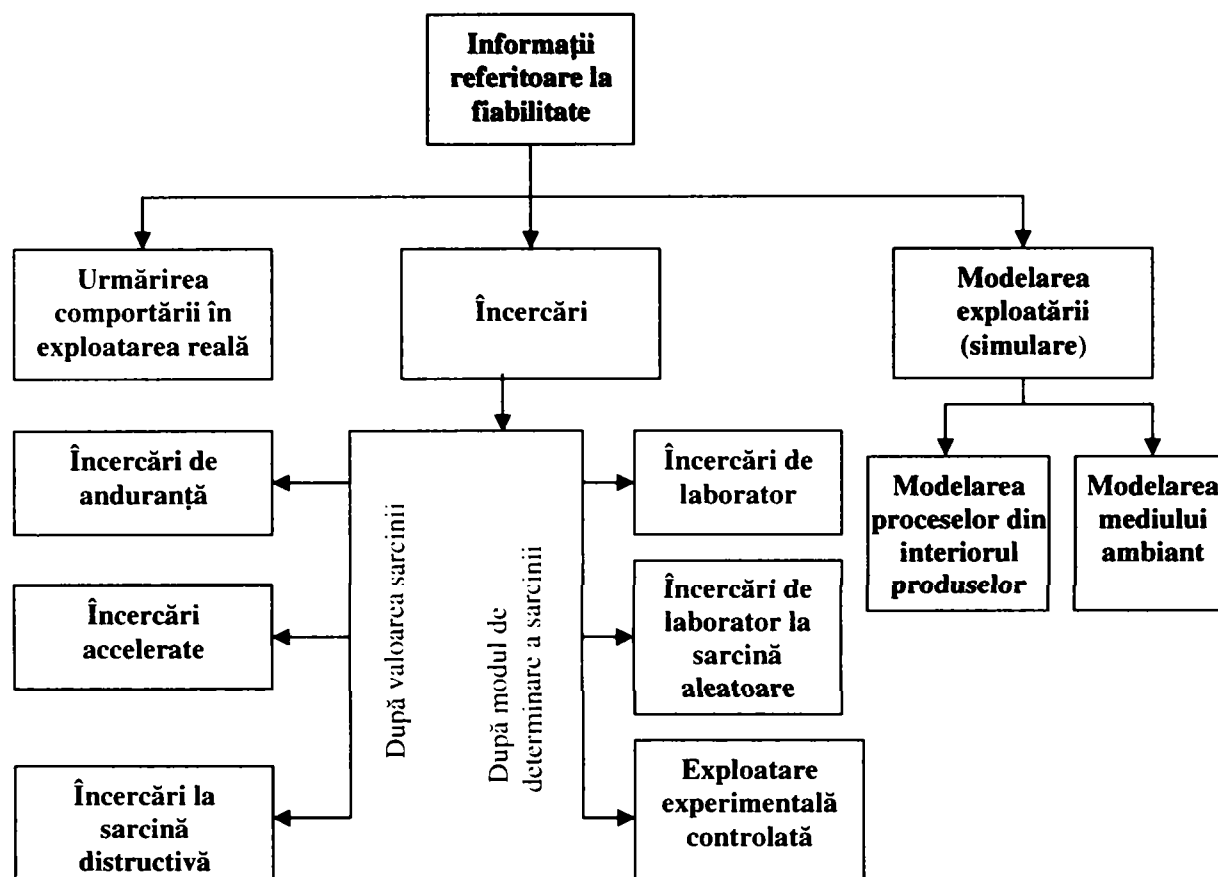 Informații
referitoare la
fiabilitate
Urmărirea
comportării în
exploatarea reală
Încercări
Modelarea
exploatării
(simulare)
Încercări de
anduranță
Încercări
accelerate
Încercări la
sarcină
distructivă
După valoarea sarcinii
După modul de
determinare a sarcinii
Încercări de
laborator
Încercări de
laborator la
sarcină
aleatoare
Exploatare
experimentală
controlată
Modelarea
proceselor din
interiorul
produselor
Modelarea
mediului
ambiant